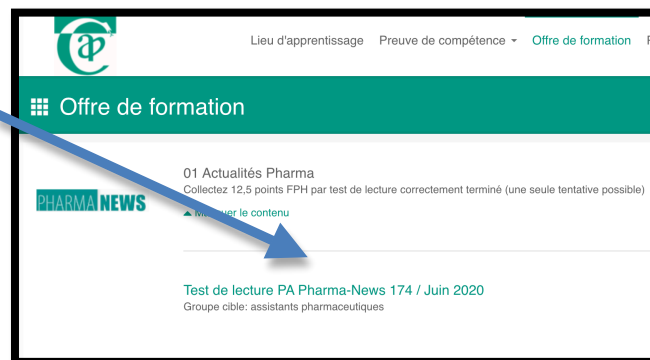 CAP
Lieu d'apprentissage Preuve de compétence Offre de formation
Offre de formation
PHARMA NEWS
01 Actualités Pharma
Collectez 12,5 points FPH par test de lecture correctement terminé (une seule tentative possible)
le contenu
Test de lecture PA Pharma-News 174 / Juin 2020
Groupe cible: assistants pharmaceutiques